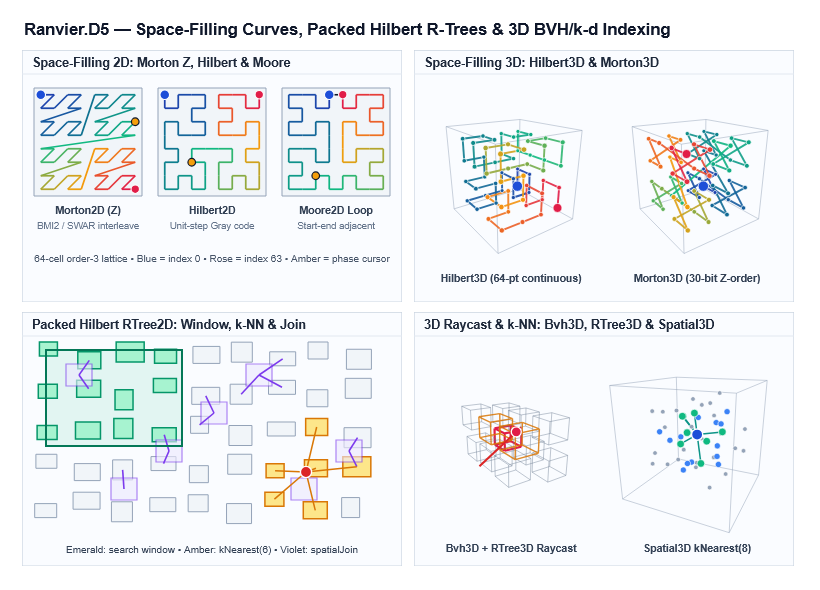 Ranvier.D5 — Space-Filling Curves, Packed Hilbert R-Trees & 3D BVH/k-d Indexing
Space-Filling 2D: Morton Z, Hilbert & Moore
Morton2D (Z)
BMI2 / SWAR interleave
Hilbert2D
Unit-step Gray code
Moore2D Loop
Start-end adjacent
64-cell order-3 lattice • Blue = index 0 • Rose = index 63 • Amber = phase cursor
Space-Filling 3D: Hilbert3D & Morton3D
Hilbert3D (64-pt continuous)
Morton3D (30-bit Z-order)
Packed Hilbert RTree2D: Window, k-NN & Join
Emerald: search window • Amber: kNearest(6) • Violet: spatialJoin
3D Raycast & k-NN: Bvh3D, RTree3D & Spatial3D
Bvh3D + RTree3D Raycast
Spatial3D kNearest(8)